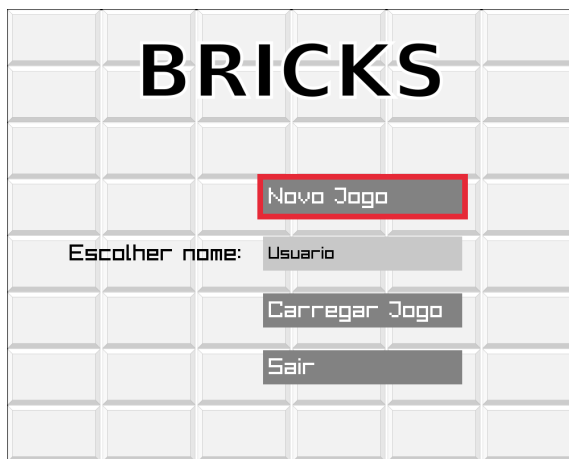 BRICKS
Novo Jogo
Escolher nome: Usuario
Carregar Jogo
Sair